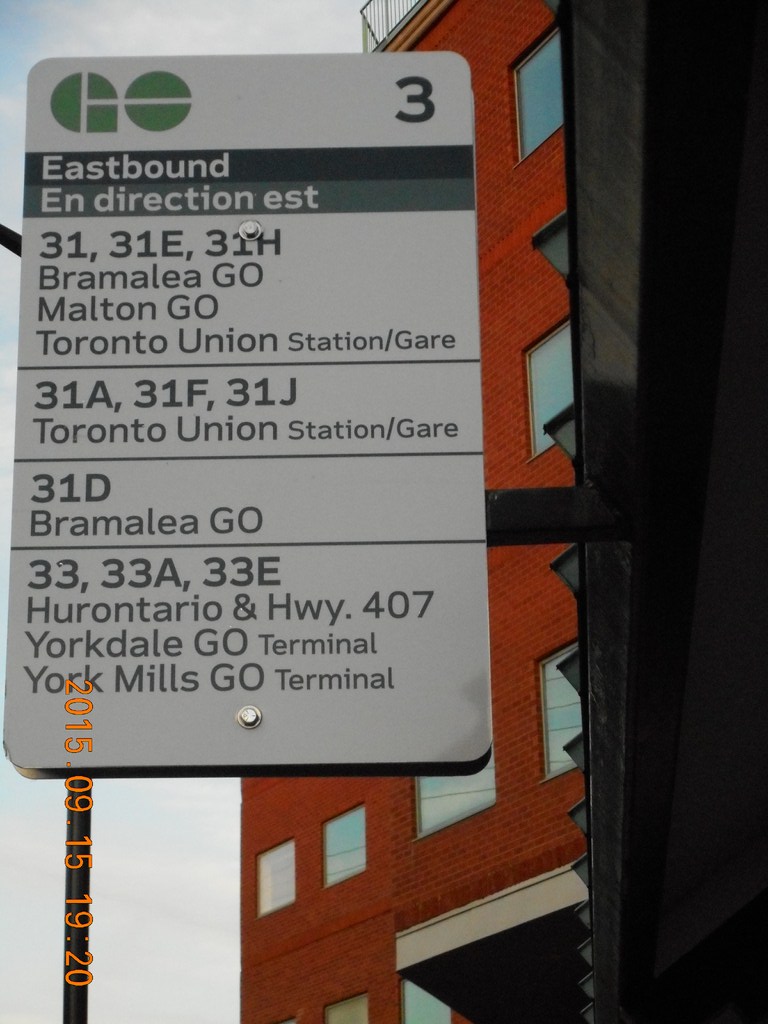 GO 3
Eastbound
En direction est
31, 31E, 31H
Bramalea GO
Malton GO
Toronto Union Station/Gare
31A, 31F, 31J
Toronto Union Station/Gare
31D
Bramalea GO
33, 33A, 33E
Hurontario & Hwy. 407
Yorkdale GO Terminal
York Mills GO Terminal
2015.09.15 19:20